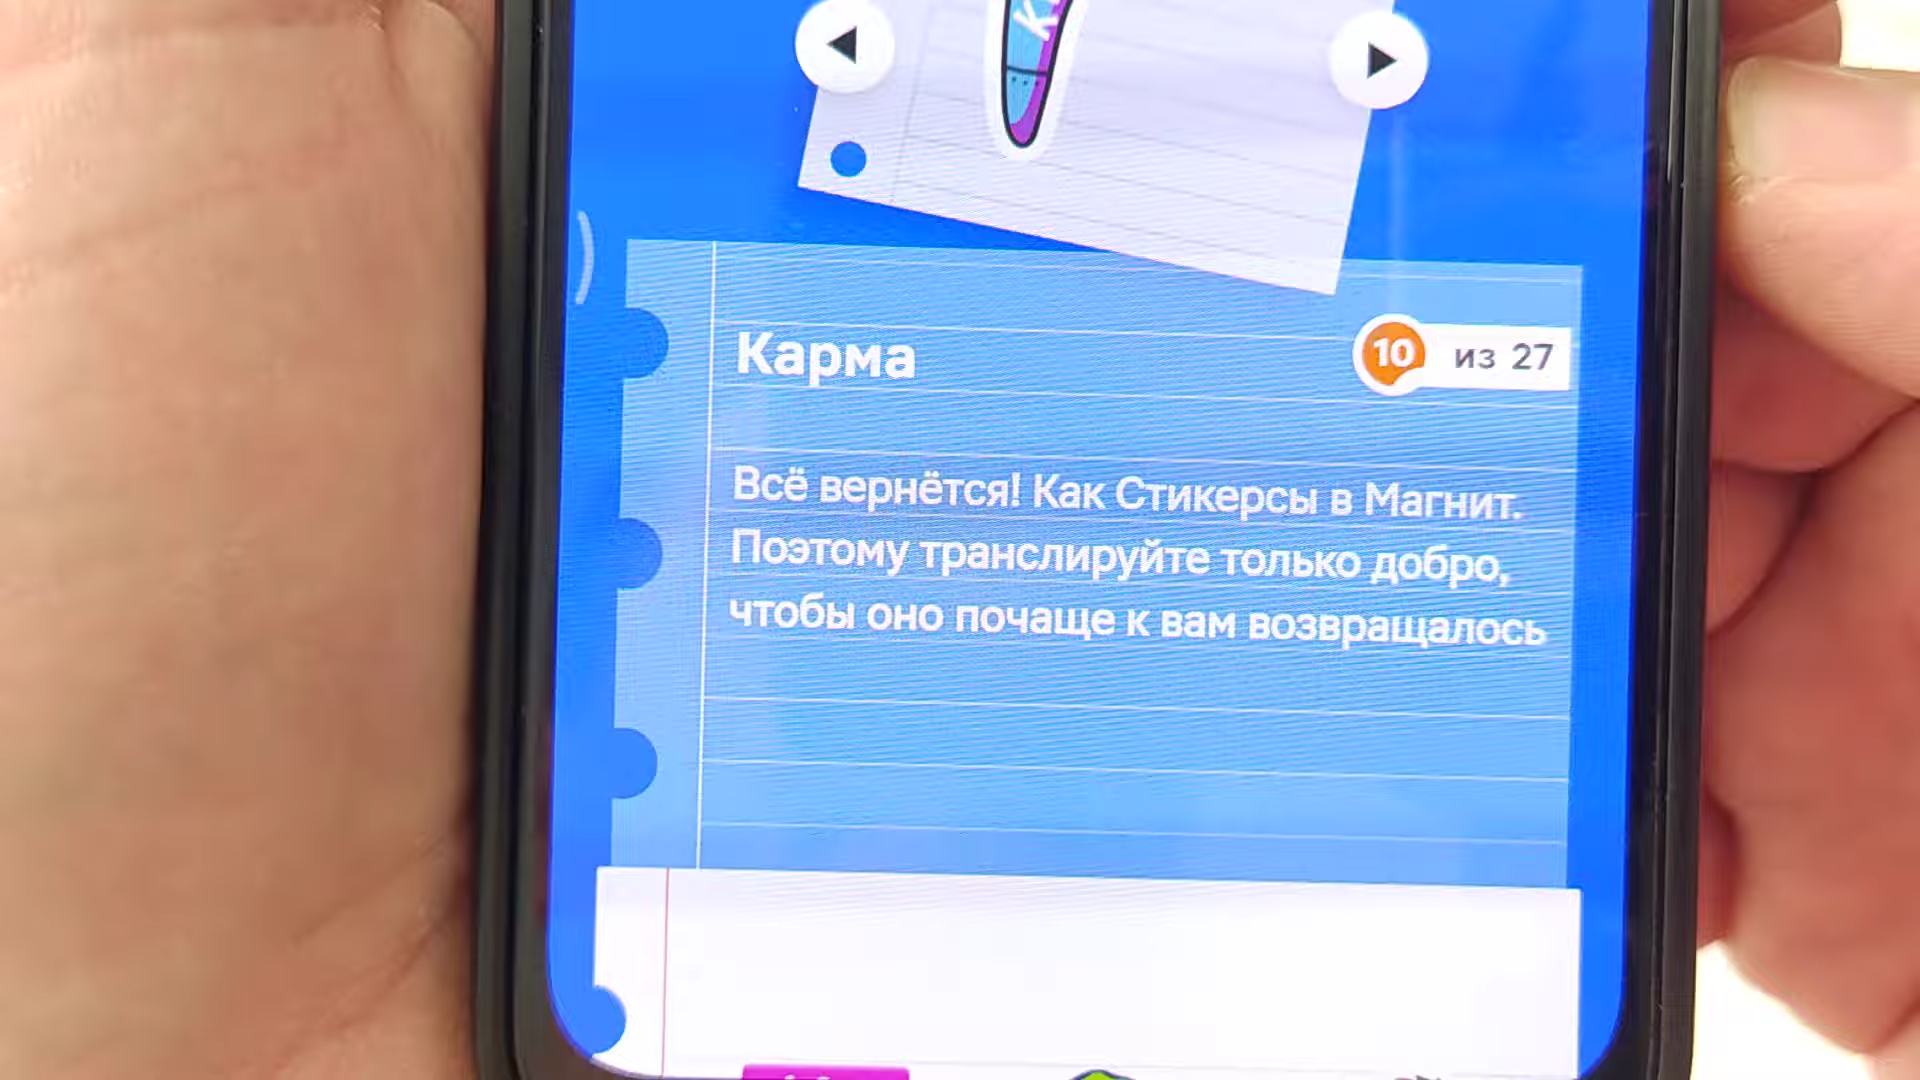 Карма
10 из 27
Всё вернётся! Как Стикерсы в Магнит.
Поэтому транслируйте только добро,
чтобы оно почаще к вам возвращалось